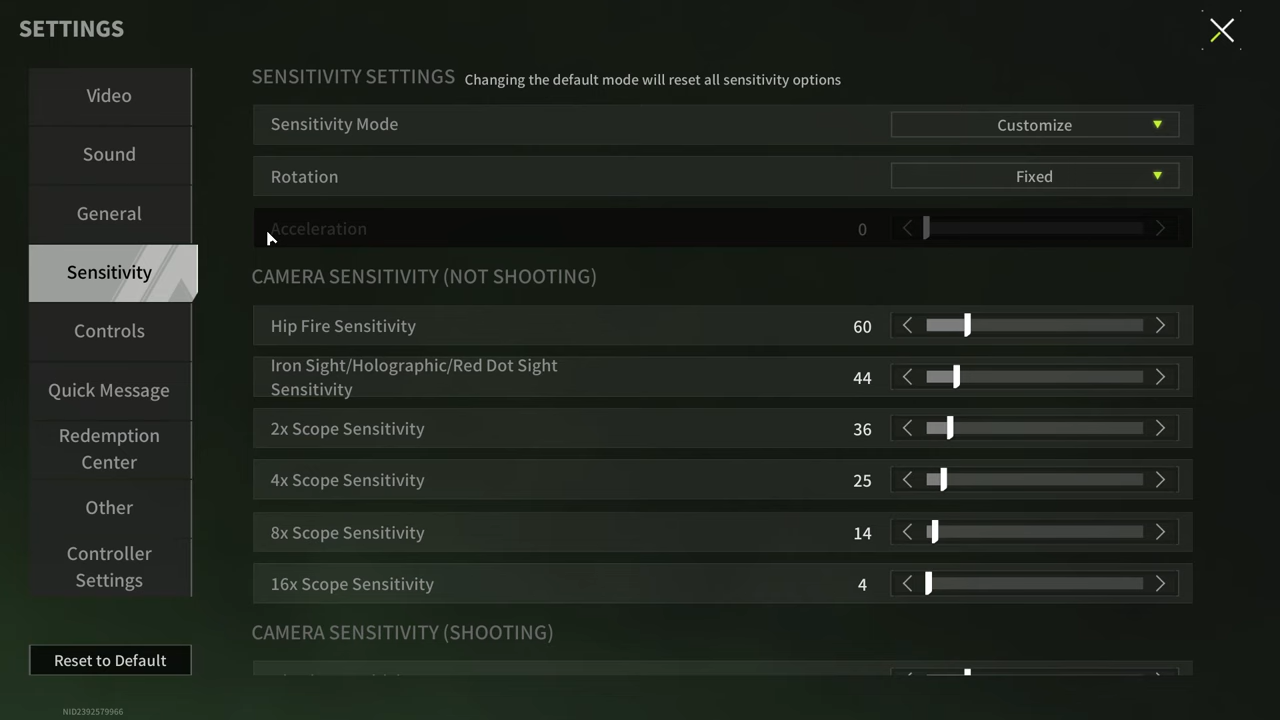 SETTINGS
Video
Sound
General
Sensitivity
Controls
Quick Message
Redemption
Center
Other
Controller
Settings
Reset to Default
NID2392579966
SENSITIVITY SETTINGS Changing the default mode will reset all sensitivity options
Sensitivity Mode Customize
Rotation Fixed
Acceleration 0
CAMERA SENSITIVITY (NOT SHOOTING)
Hip Fire Sensitivity 60
Iron Sight/Holographic/Red Dot Sight
Sensitivity 44
2x Scope Sensitivity 36
4x Scope Sensitivity 25
8x Scope Sensitivity 14
16x Scope Sensitivity 4
CAMERA SENSITIVITY (SHOOTING)